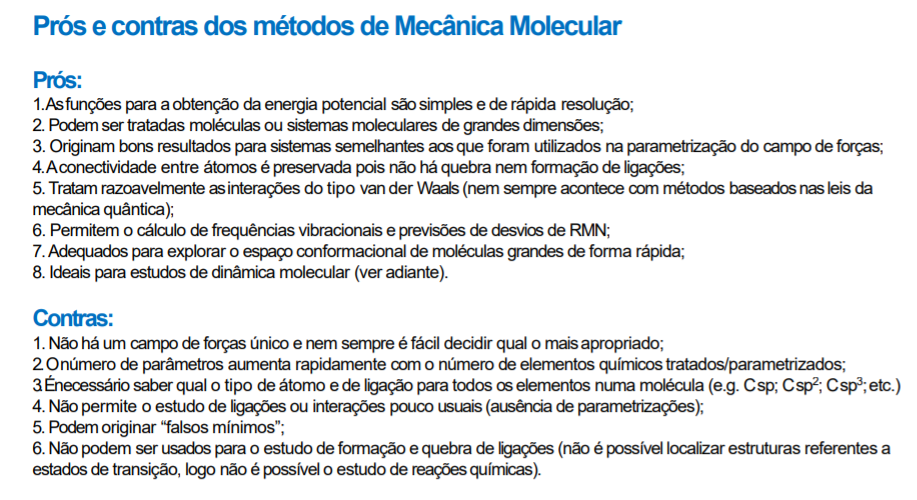 Prós e contras dos métodos de Mecânica Molecular
Prós:
1.As funções para a obtenção da energia potencial são simples e de rápida resolução;
2. Podem ser tratadas moléculas ou sistemas moleculares de grandes dimensões;
3. Originam bons resultados para sistemas semelhantes aos que foram utilizados na parametrização do campo de forças;
4. A conectividade entre átomos é preservada pois não há quebra nem formação de ligações;
5. Tratam razoavelmente as interações do tipo van der Waals (nem sempre acontece com métodos baseados nas leis da
mecânica quântica);
6. Permitem o cálculo de frequências vibracionais e previsões de desvios de RMN;
7. Adequados para explorar o espaço conformacional de moléculas grandes de forma rápida;
8. Ideais para estudos de dinâmica molecular (ver adiante).
Contras:
1. Não há um campo de forças único e nem sempre é fácil decidir qual o mais apropriado;
2. O número de parâmetros aumenta rapidamente com o número de elementos químicos tratados/parametrizados;
3. É necessário saber qual o tipo de átomo e de ligação para todos os elementos numa molécula (e.g. Csp; Csp²; Csp³; etc.)
4. Não permite o estudo de ligações ou interações pouco usuais (ausência de parametrizações);
5. Podem originar “falsos mínimos”;
6. Não podem ser usados para o estudo de formação e quebra de ligações (não é possível localizar estruturas referentes a
estados de transição, logo não é possível o estudo de reações químicas).